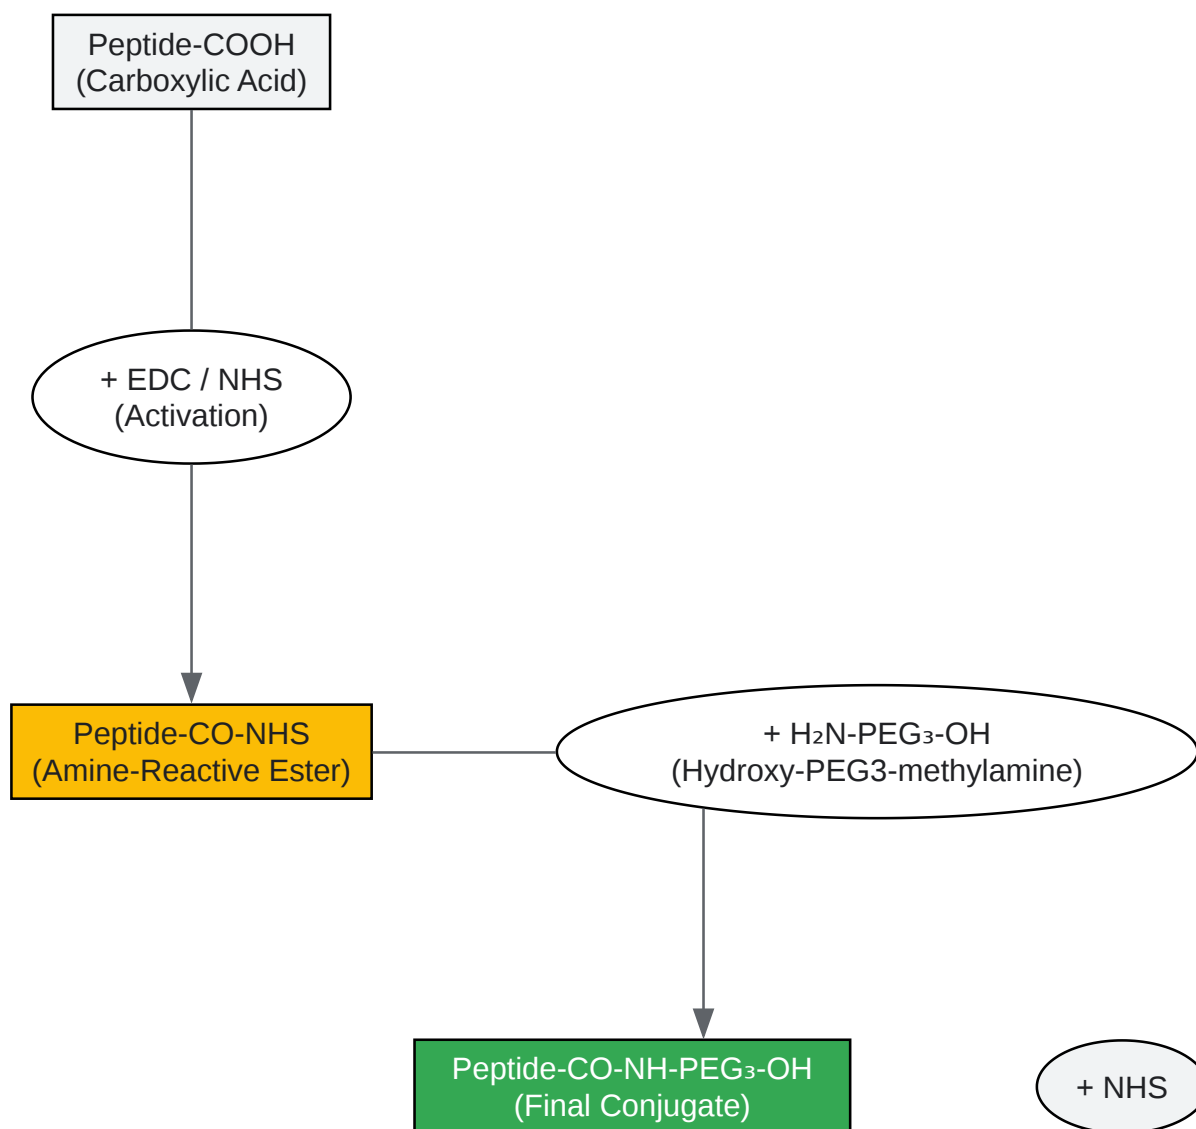 Peptide-COOH
(Carboxylic Acid)
+ EDC / NHS
(Activation)
Peptide-CO-NHS
(Amine-Reactive Ester)
+ H₂N-PEG₃-OH
(Hydroxy-PEG3-methylamine)
Peptide-CO-NH-PEG₃-OH
(Final Conjugate)
+ NHS